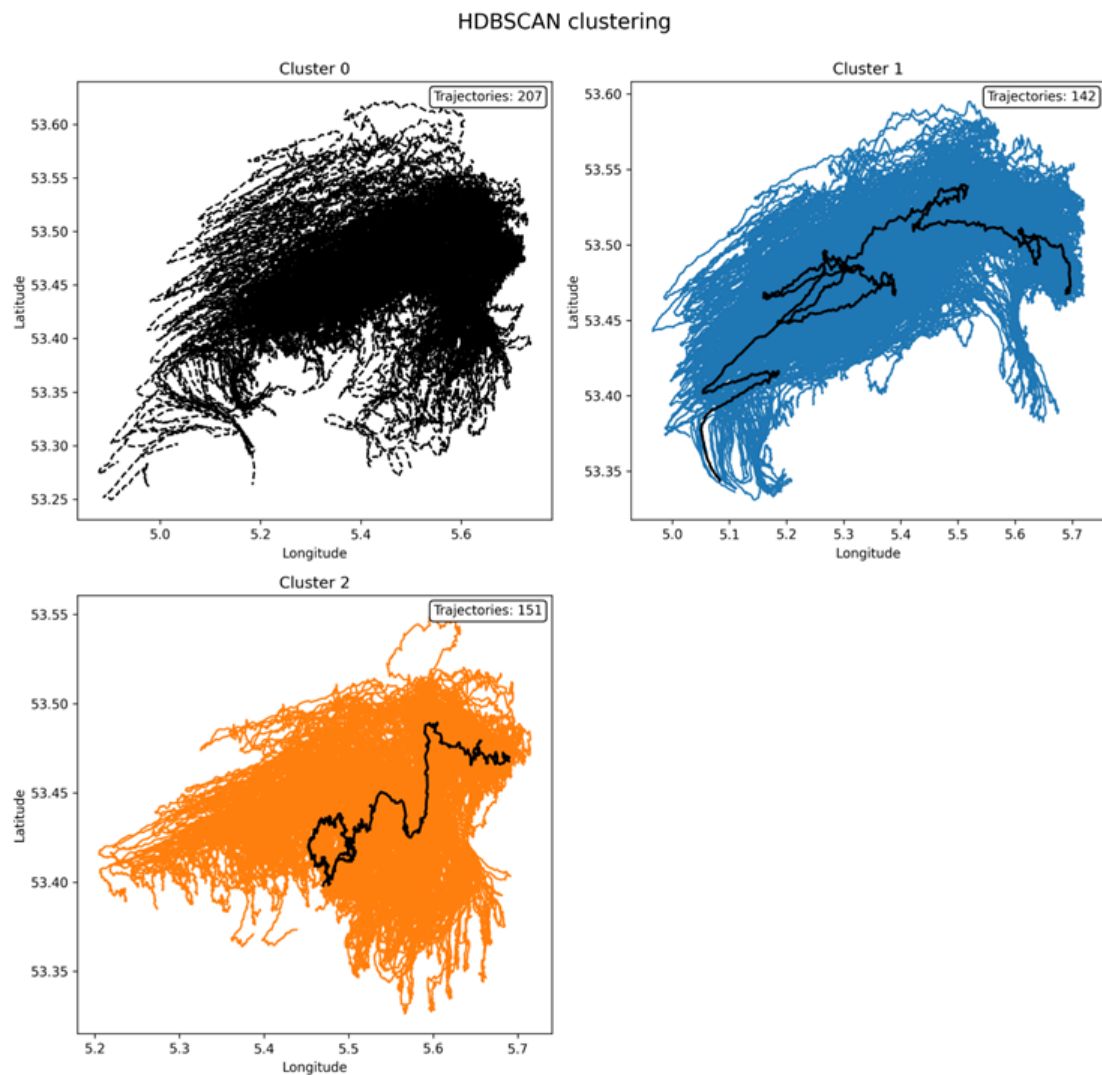 HDBSCAN clustering
Cluster 0
Trajectories: 207
53.60
53.55
53.50
53.45
53.40
53.35
53.30
53.25
Latitude
5.0 5.2 5.4 5.6
Longitude
Cluster 1
Trajectories: 142
53.60
53.55
53.50
53.45
53.40
53.35
Latitude
5.0 5.1 5.2 5.3 5.4 5.5 5.6 5.7
Longitude
Cluster 2
Trajectories: 151
53.55
53.50
53.45
53.40
53.35
Latitude
5.2 5.3 5.4 5.5 5.6 5.7
Longitude